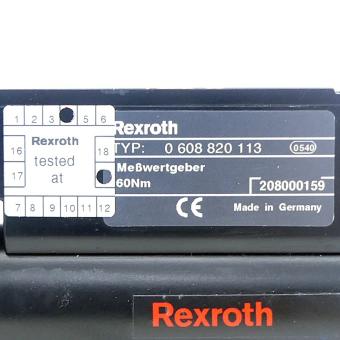 1 2 3 5 6
Rexroth
16 18
tested
17 at
7 8 9 10 11 12
Rexroth
TYP: 0 608 820 113 0540
Meßwertgeber
60Nm
208000159
CE Made in Germany
Rexroth